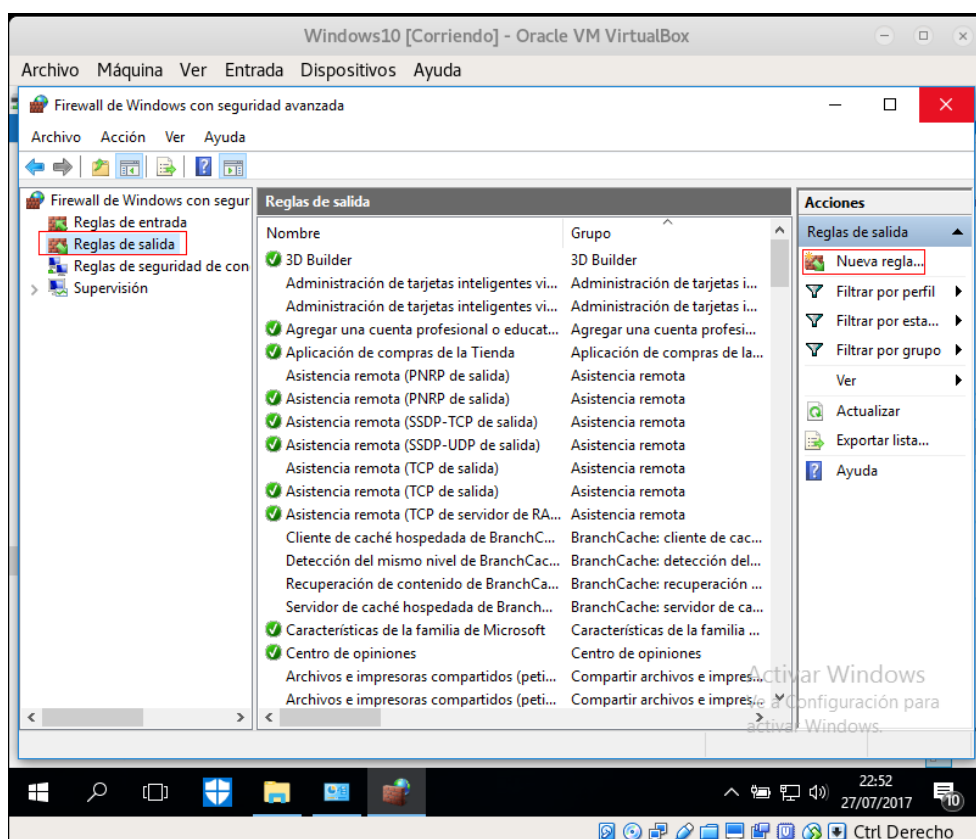 Windows10 [Corriendo] - Oracle VM VirtualBox
Archivo Máquina Ver Entrada Dispositivos Ayuda
Firewall de Windows con seguridad avanzada
Archivo Acción Ver Ayuda
Firewall de Windows con segur
Reglas de entrada
Reglas de salida
Reglas de seguridad de con
Supervisión
Reglas de salida
Nombre Grupo
3D Builder 3D Builder
Administración de tarjetas inteligentes vi... Administración de tarjetas i...
Administración de tarjetas inteligentes vi... Administración de tarjetas i...
Agregar una cuenta profesional o educat... Agregar una cuenta profesi...
Aplicación de compras de la Tienda Aplicación de compras de la...
Asistencia remota (PNRP de salida) Asistencia remota
Asistencia remota (PNRP de salida) Asistencia remota
Asistencia remota (SSDP-TCP de salida) Asistencia remota
Asistencia remota (SSDP-UDP de salida) Asistencia remota
Asistencia remota (TCP de salida) Asistencia remota
Asistencia remota (TCP de salida) Asistencia remota
Asistencia remota (TCP de servidor de RA... Asistencia remota
Cliente de caché hospedada de BranchC... BranchCache: cliente de cac...
Detección del mismo nivel de BranchCac... BranchCache: detección del...
Recuperación de contenido de BranchCa... BranchCache: recuperación ...
Servidor de caché hospedada de Branch... BranchCache: servidor de ca...
Características de la familia de Microsoft Características de la familia ...
Centro de opiniones Centro de opiniones
Archivos e impresoras compartidos (peti... Compartir archivos e impres...
Archivos e impresoras compartidos (peti... Compartir archivos e impres...
Acciones
Reglas de salida
Nueva regla...
Filtrar por perfil
Filtrar por esta...
Filtrar por grupo
Ver
Actualizar
Exportar lista...
Ayuda
Activar Windows
Ve a Configuración para
activar Windows.
22:52
27/07/2017
10
Ctrl Derecho